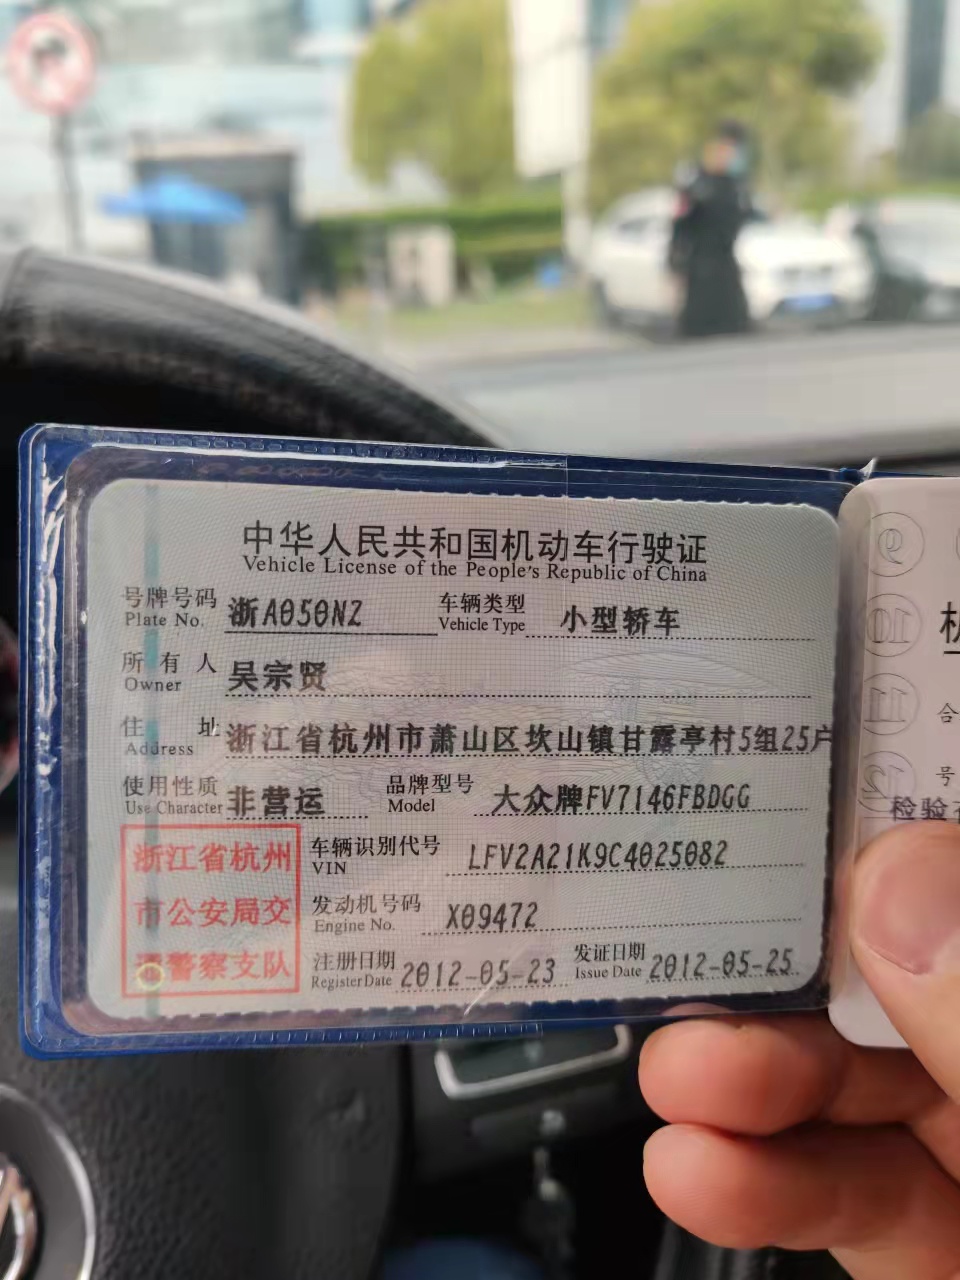 中华人民共和国机动车行驶证
Vehicle License of the People's Republic of China
号牌号码 浙A050NZ 车辆类型 小型轿车
Plate No. Vehicle Type
所有人 吴宗贤
Owner
住址 浙江省杭州市萧山区坎山镇甘露亭村5组25户
Address
使用性质 非营运 品牌型号 大众牌FV7146FBDGG
Use Character Model
浙江省杭州
市公安局交
警察支队
车辆识别代号 LFV2A21K9C4025082
VIN
发动机号码 X09472
Engine No.
注册日期 2012-05-23 发证日期 2012-05-25
Register Date Issue Date
9
10
11
12
合
号
检验